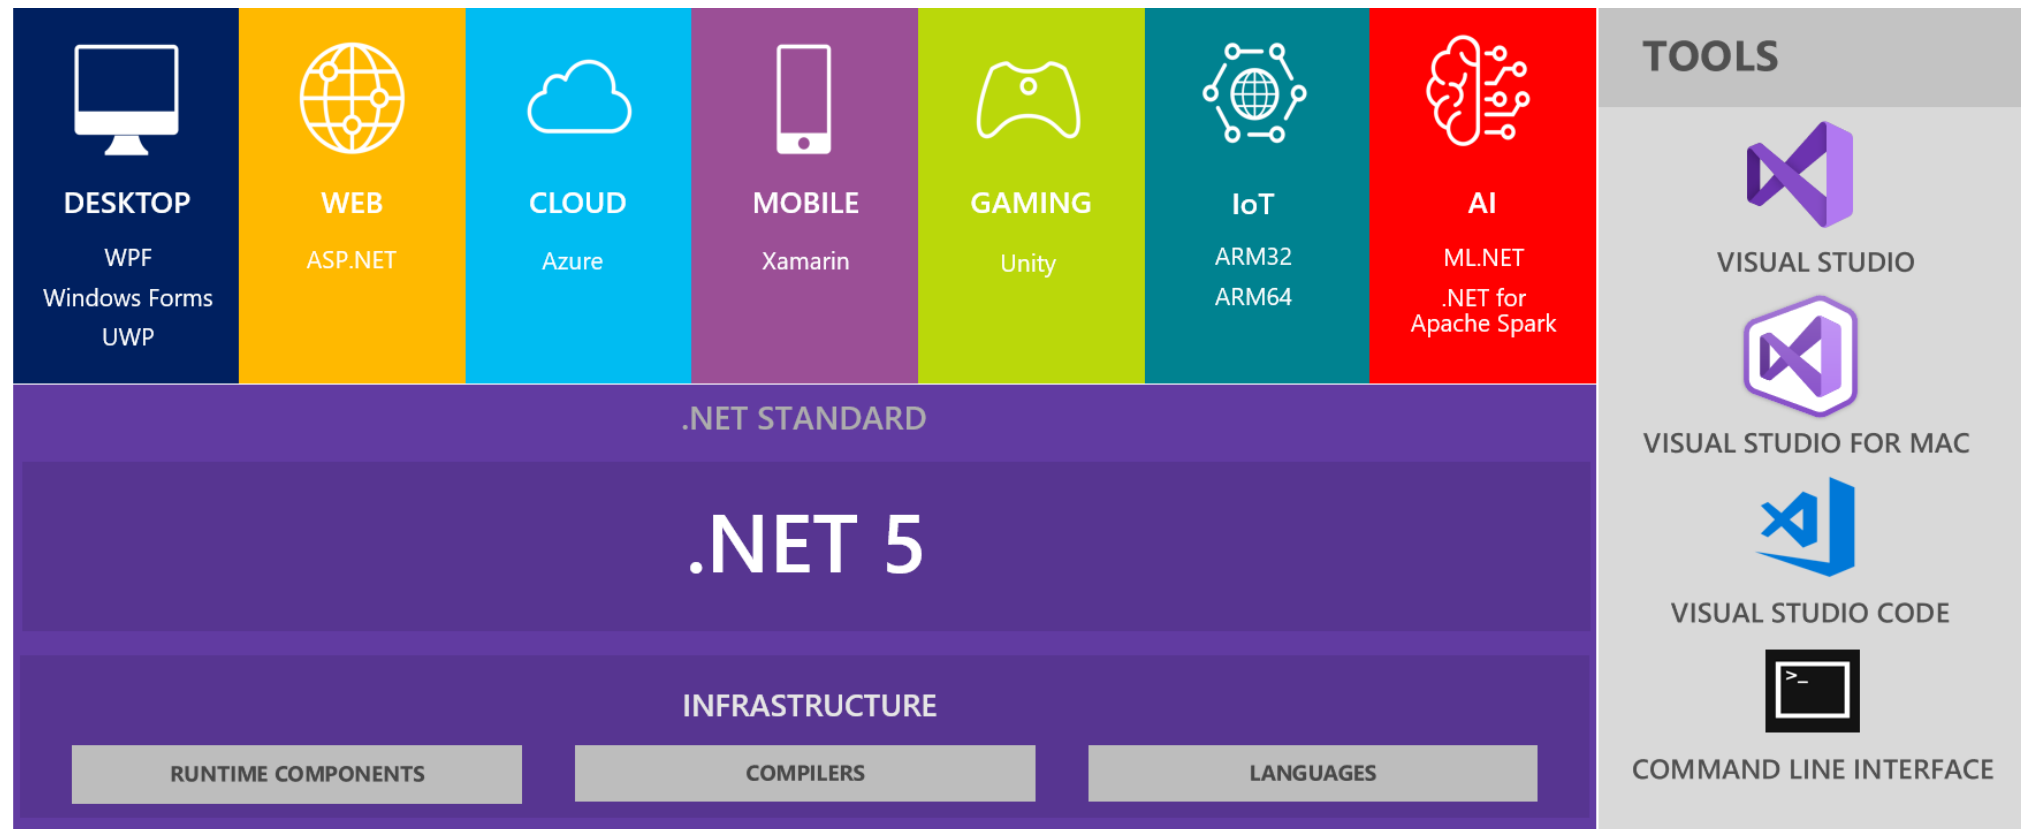 DESKTOP
WPF
Windows Forms
UWP
WEB
ASP.NET
CLOUD
Azure
MOBILE
Xamarin
GAMING
Unity
IoT
ARM32
ARM64
AI
ML.NET
.NET for
Apache Spark
.NET STANDARD
.NET 5
INFRASTRUCTURE
RUNTIME COMPONENTS
COMPILERS
LANGUAGES
TOOLS
VISUAL STUDIO
VISUAL STUDIO FOR MAC
VISUAL STUDIO CODE
>_
COMMAND LINE INTERFACE